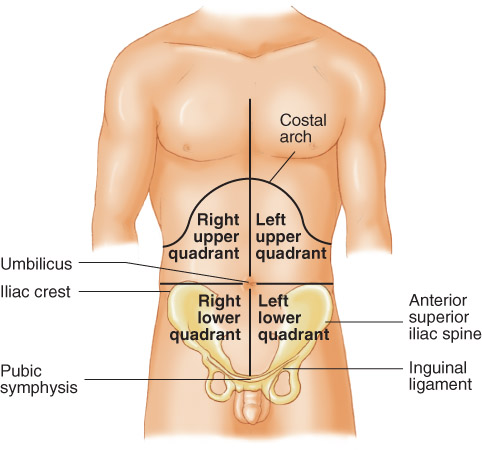 Costal
arch
Right
upper
quadrant
Left
upper
quadrant
Umbilicus
Iliac crest
Right
lower
quadrant
Left
lower
quadrant
Anterior
superior
iliac spine
Pubic
symphysis
Inguinal
ligament